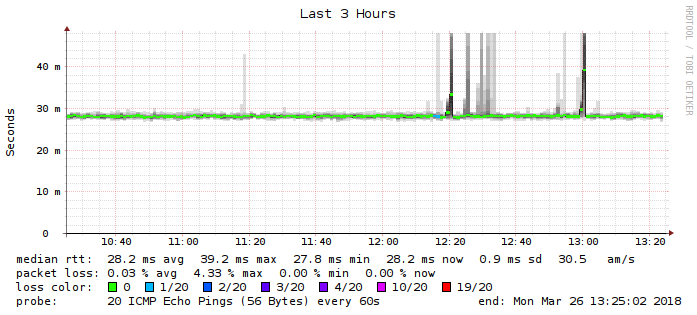 Last 3 Hours
RRDTOOL / TOBI OETIKER
Seconds
40 m
30 m
20 m
10 m
0
10:40 11:00 11:20 11:40 12:00 12:20 12:40 13:00 13:20
median rtt: 28.2 ms avg 39.2 ms max 27.8 ms min 28.2 ms now 0.9 ms sd 30.5 am/s
packet loss: 0.03 % avg 4.33 % max 0.00 % min 0.00 % now
loss color: 0 1/20 2/20 3/20 4/20 10/20 19/20
probe: 20 ICMP Echo Pings (56 Bytes) every 60s end: Mon Mar 26 13:25:02 2018